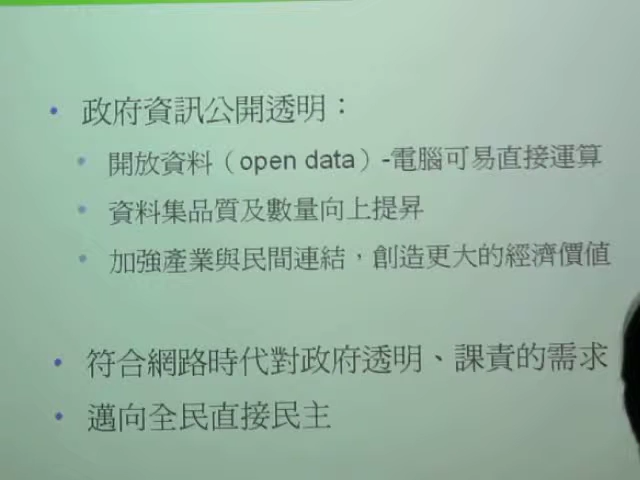 • 政府資訊公開透明：
• 開放資料（open data）-電腦可易直接運算
• 資料集品質及數量向上提昇
• 加強產業與民間連結，創造更大的經濟價值
• 符合網路時代對政府透明、課責的需求
• 邁向全民直接民主